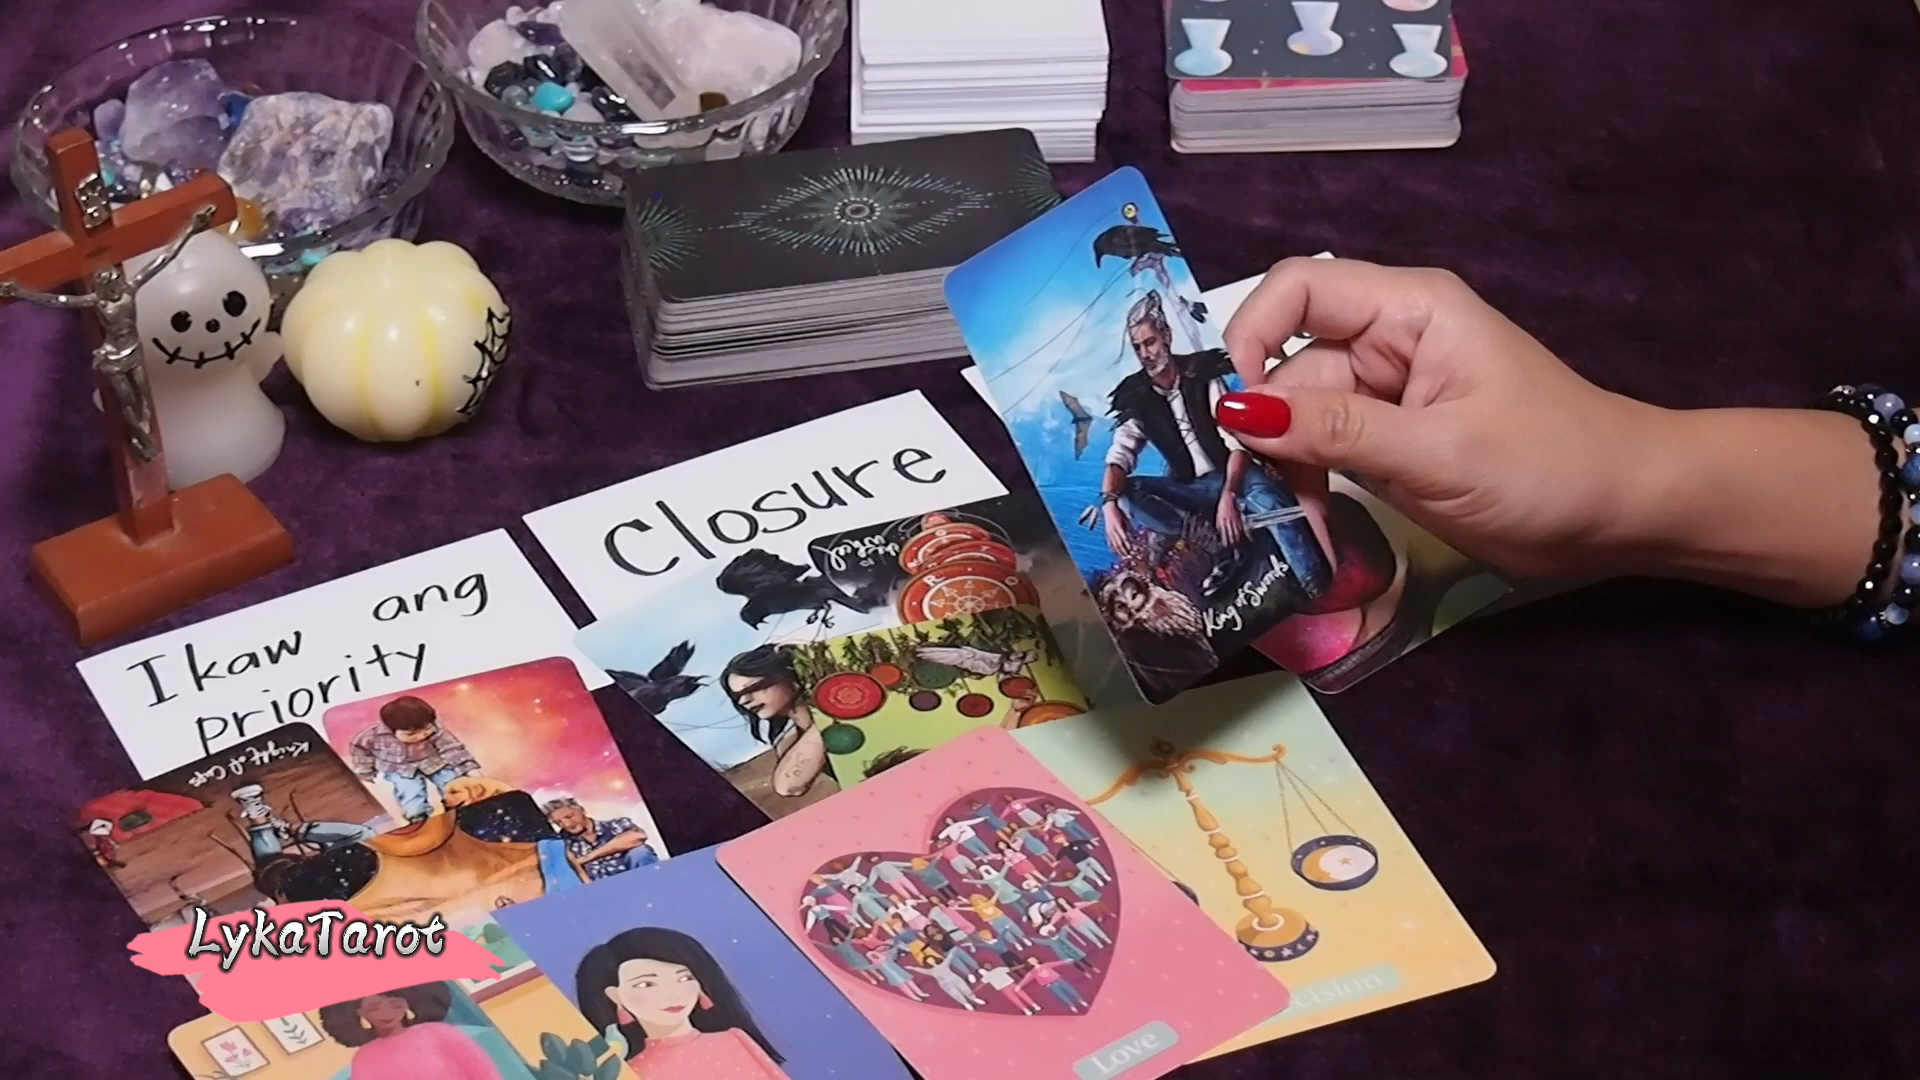 Closure
Ikaw ang
priority
Knight of Cups
King of Swords
LykaTarot
Love